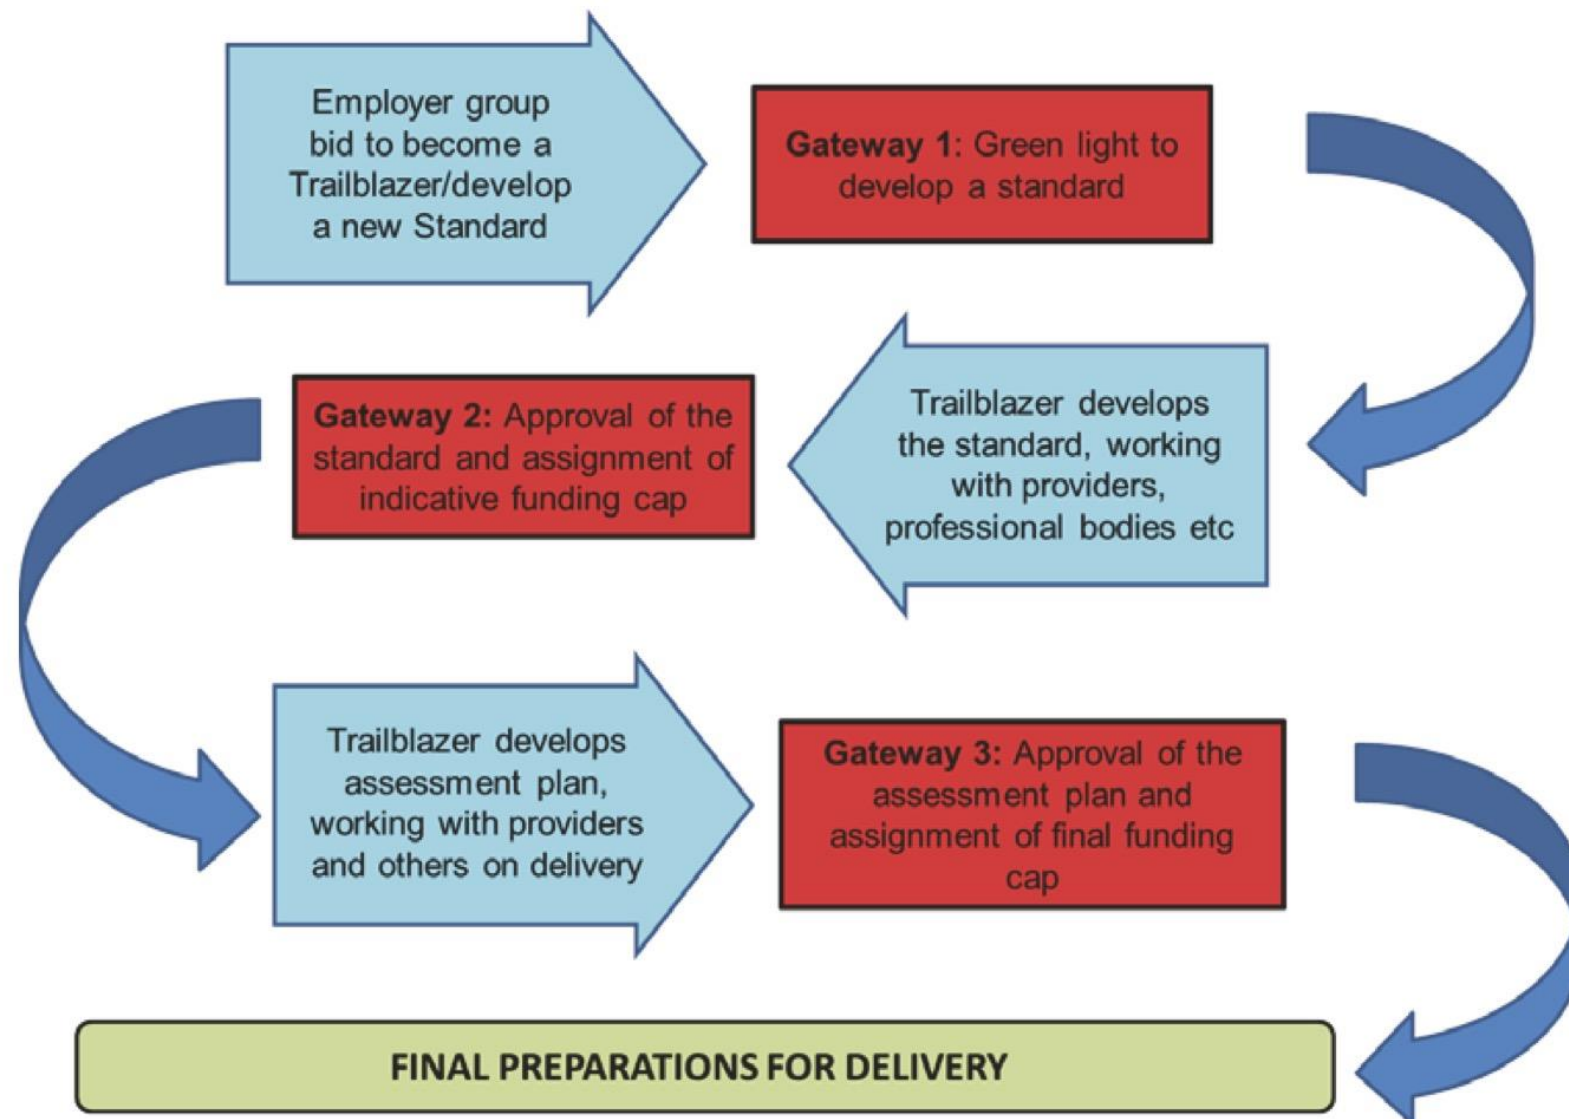 Employer group
bid to become a
Trailblazer/develop
a new Standard
Gateway 1: Green light to
develop a standard
Trailblazer develops
the standard, working
with providers,
professional bodies etc
Gateway 2: Approval of the
standard and assignment of
indicative funding cap
Trailblazer develops
assessment plan,
working with providers
and others on delivery
Gateway 3: Approval of the
assessment plan and
assignment of final funding
cap
FINAL PREPARATIONS FOR DELIVERY